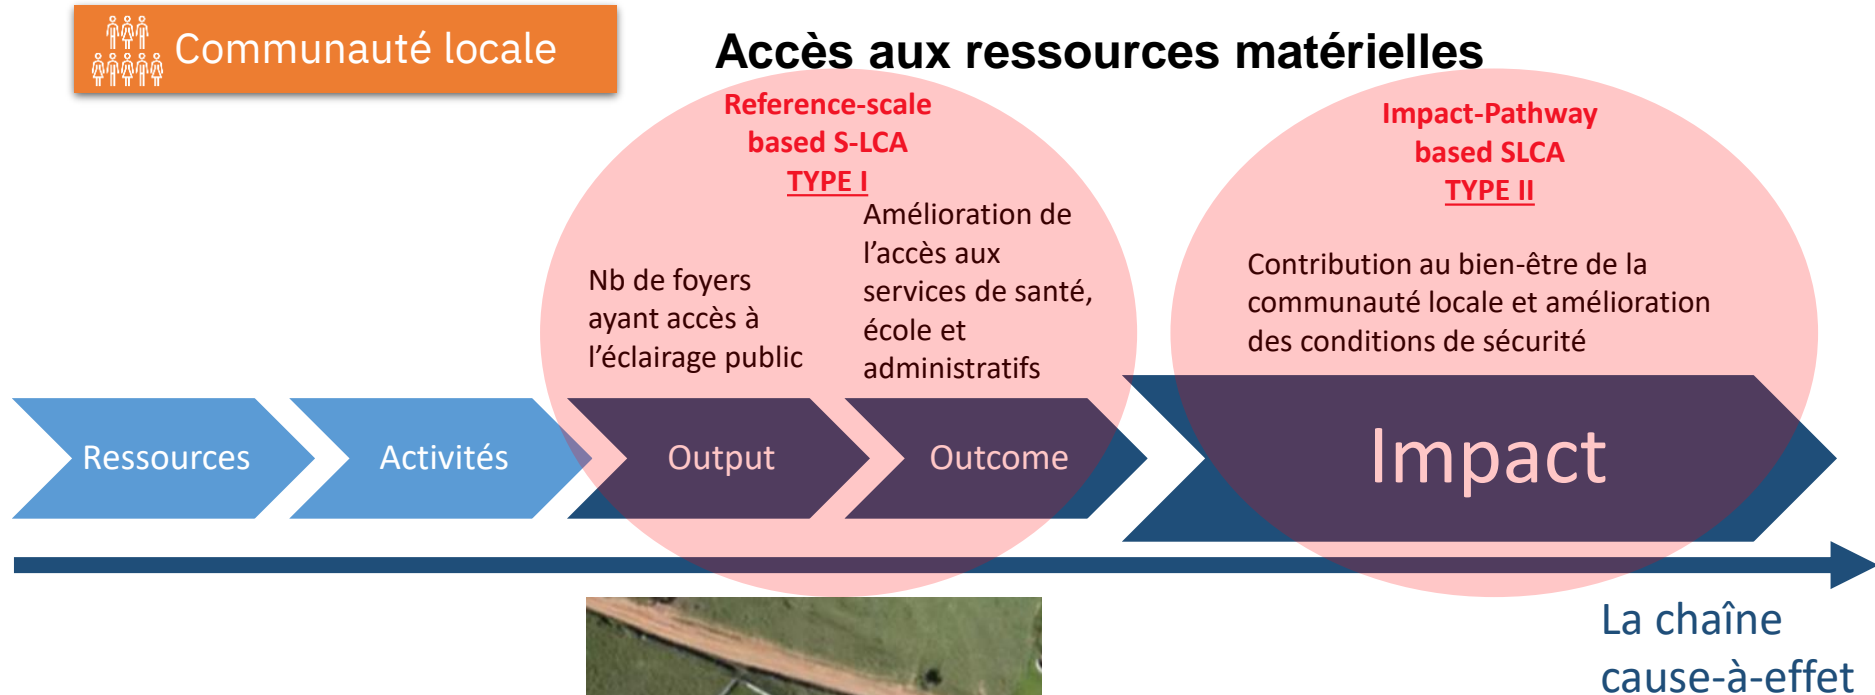 Communauté locale
Accès aux ressources matérielles
Reference-scale
based S-LCA
TYPE I
Impact-Pathway
based SLCA
TYPE II
Nb de foyers
ayant accès à
l’éclairage public
Amélioration de
l’accès aux
services de santé,
école et
administratifs
Contribution au bien-être de la
communauté locale et amélioration
des conditions de sécurité
Ressources
Activités
Output
Outcome
Impact
La chaîne
cause-à-effet